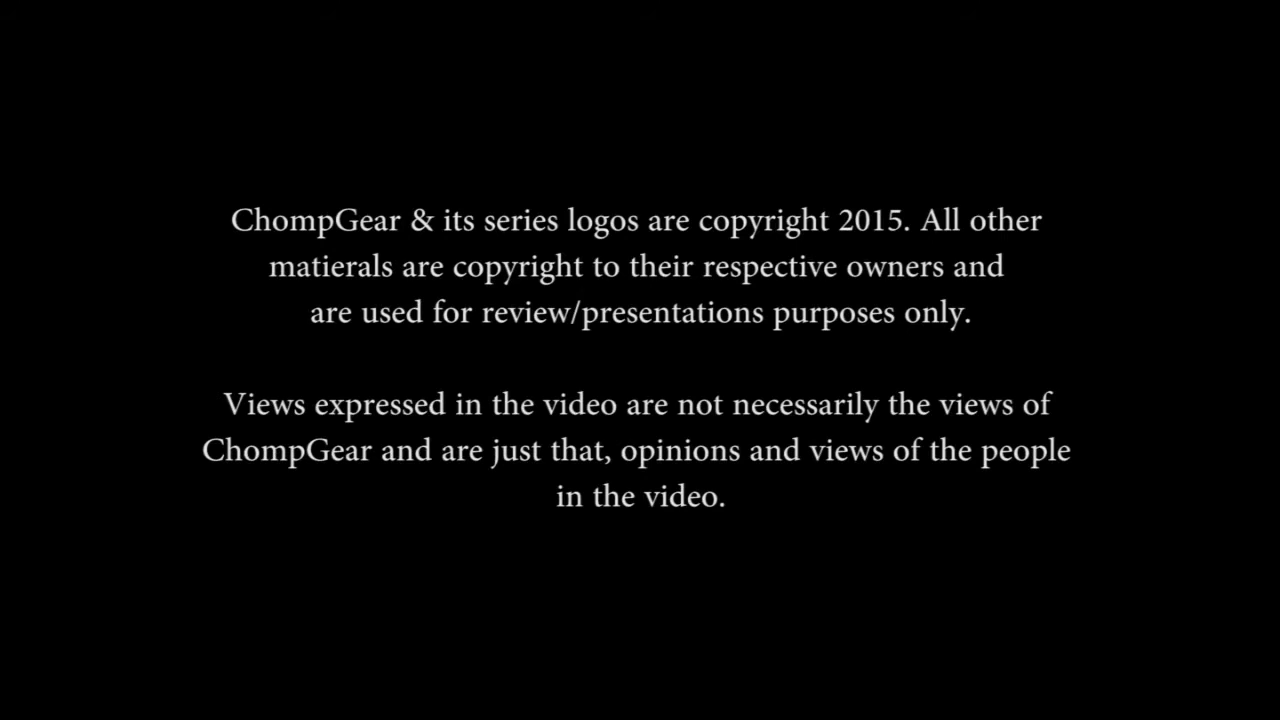 ChompGear & its series logos are copyright 2015. All other
matierals are copyright to their respective owners and
are used for review/presentations purposes only.
Views expressed in the video are not necessarily the views of
ChompGear and are just that, opinions and views of the people
in the video.